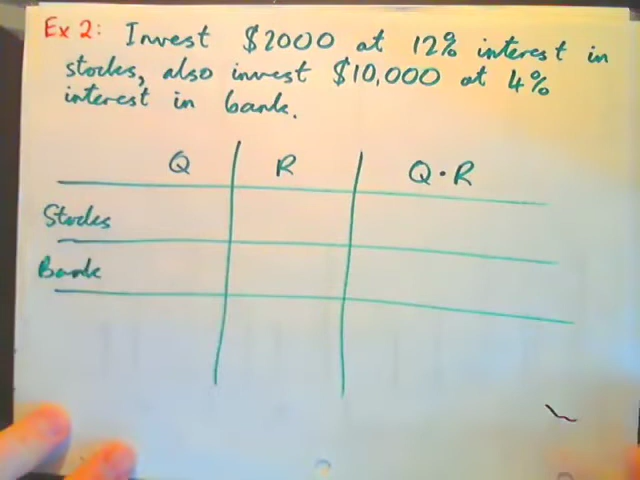 Ex 2: Invest $2000 at 12% interest in
stocks, also invest $10,000 at 4%
interest in bank.
Q R Q·R
Stocks
Bank